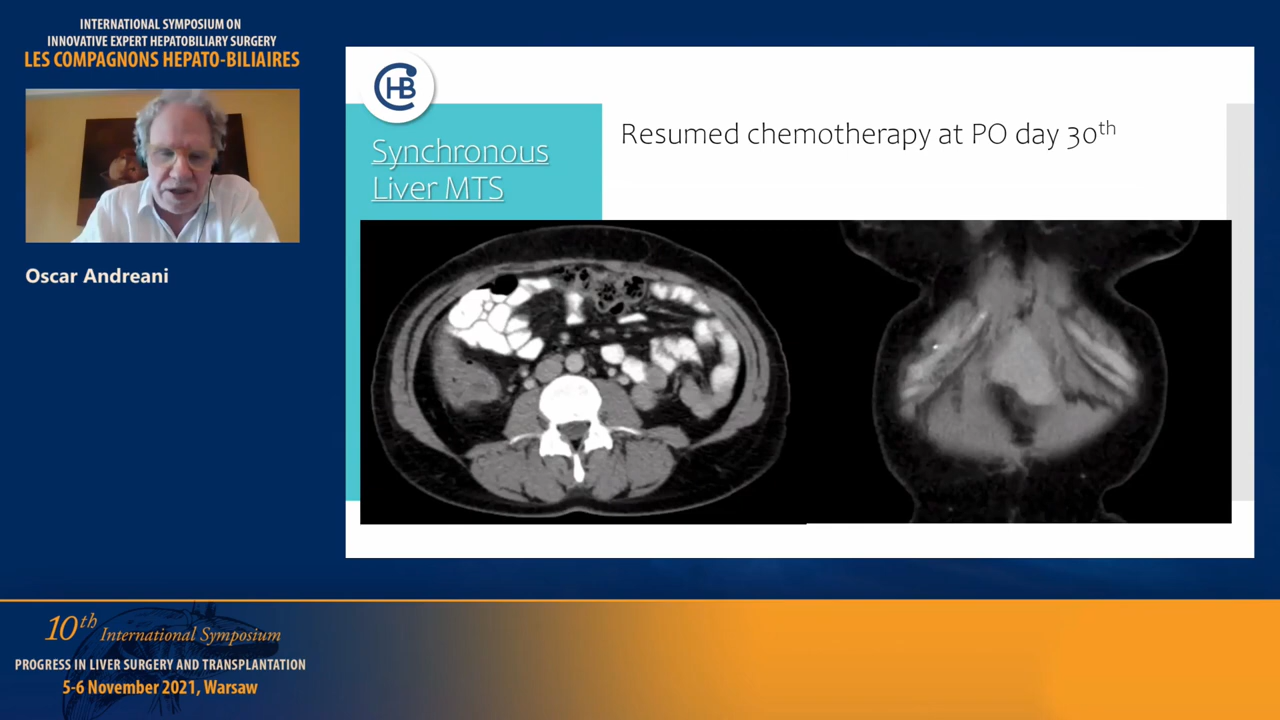 INTERNATIONAL SYMPOSIUM ON
INNOVATIVE EXPERT HEPATOBILIARY SURGERY
LES COMPAGNONS HEPATO-BILIAIRES
Oscar Andreani
CHB
Synchronous
Liver MTS
Resumed chemotherapy at PO day 30th
10th International Symposium
PROGRESS IN LIVER SURGERY AND TRANSPLANTATION
5-6 November 2021, Warsaw